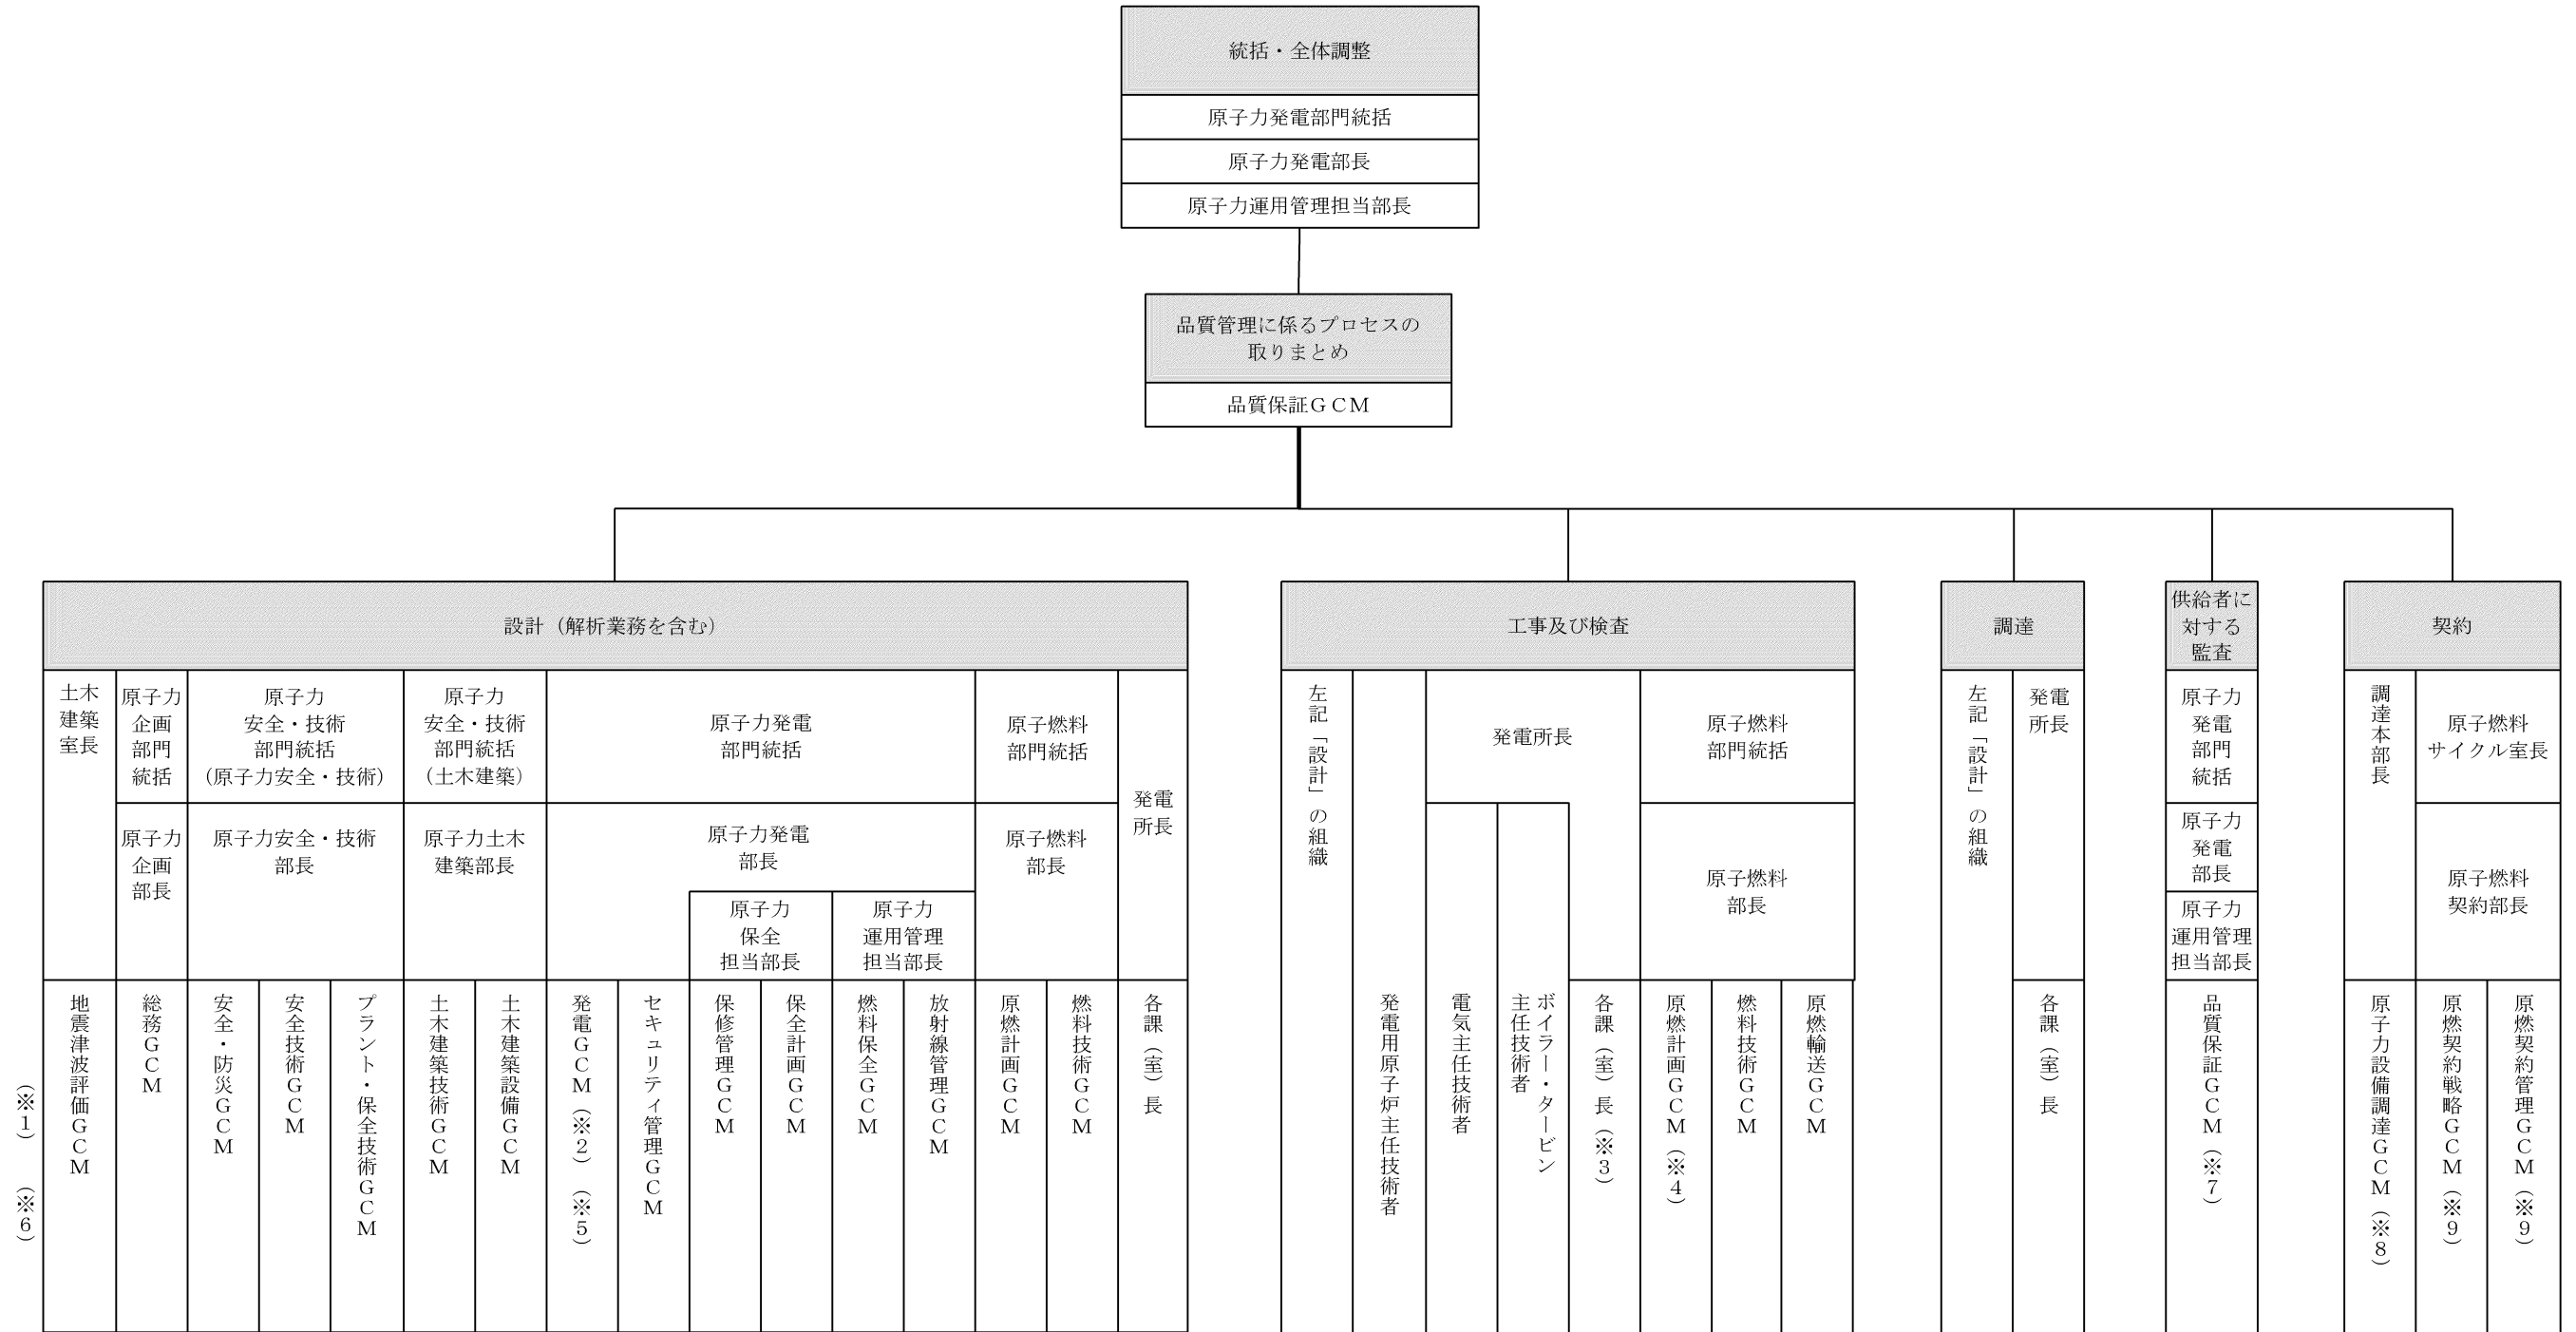 統括・全体調整
原子力発電部門統括
原子力発電部長
原子力運用管理担当部長
品質管理に係るプロセスの
取りまとめ
品質保証ＧＣＭ
設計（解析業務を含む）
土木
建築
室長
原子力
企画
部門
統括
原子力
安全・技術
部門統括
（原子力安全・技術）
原子力
安全・技術
部門統括
（土木建築）
原子力発電
部門統括
原子燃料
部門統括
発電
所長
原子力
企画
部長
原子力安全・技術
部長
原子力土木
建築部長
原子力発電
部長
原子燃料
部長
原子力
保全
担当部長
原子力
運用管理
担当部長
（※１）（※６）
地震津波評価ＧＣＭ
総務ＧＣＭ
安全・防災ＧＣＭ
安全技術ＧＣＭ
プラント・保全技術ＧＣＭ
土木建築技術ＧＣＭ
土木建築設備ＧＣＭ
発電ＧＣＭ（※２）（※５）
セキュリティ管理ＧＣＭ
保修管理ＧＣＭ
保全計画ＧＣＭ
燃料保全ＧＣＭ
放射線管理ＧＣＭ
原燃計画ＧＣＭ
燃料技術ＧＣＭ
各課（室）長
工事及び検査
左記「設計」の組織
発電用原子炉主任技術者
発電所長
電気主任技術者
ボイラー・タービン
主任技術者
各課（室）長（※３）
原子燃料
部門統括
原子燃料
部長
原燃計画ＧＣＭ（※４）
燃料技術ＧＣＭ
原燃輸送ＧＣＭ
調達
左記「設計」の組織
発電
所長
各課（室）長
供給者に
対する
監査
原子力
発電
部門
統括
原子力
発電
部長
原子力
運用管理
担当部長
品質保証ＧＣＭ（※７）
契約
調達本部長
原子燃料
サイクル室長
原子燃料
契約部長
原子力設備調達ＧＣＭ（※８）
原燃契約戦略ＧＣＭ（※９）
原燃契約管理ＧＣＭ（※９）